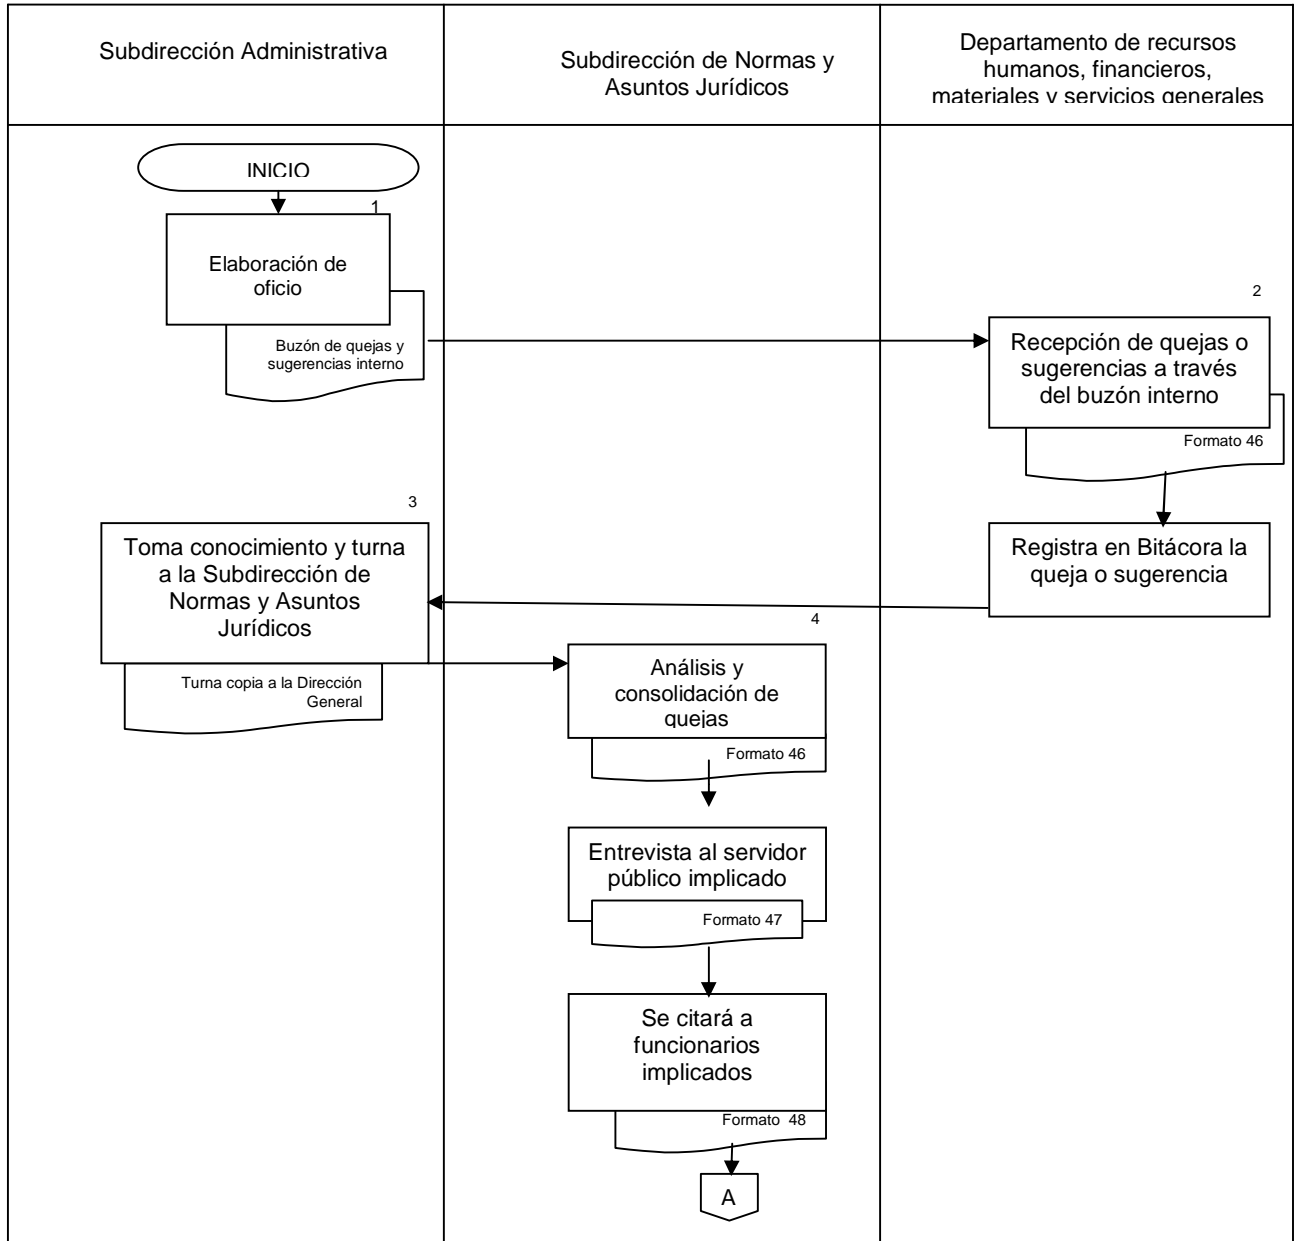 Subdirección Administrativa
Subdirección de Normas y
Asuntos Jurídicos
Departamento de recursos
humanos, financieros,
materiales y servicios generales
INICIO
1
Elaboración de
oficio
Buzón de quejas y
sugerencias interno
2
Recepción de quejas o
sugerencias a través
del buzón interno
Formato 46
Registra en Bitácora la
queja o sugerencia
3
Toma conocimiento y turna
a la Subdirección de
Normas y Asuntos
Jurídicos
Turna copia a la Dirección
General
4
Análisis y
consolidación de
quejas
Formato 46
Entrevista al servidor
público implicado
Formato 47
Se citará a
funcionarios
implicados
Formato 48
A